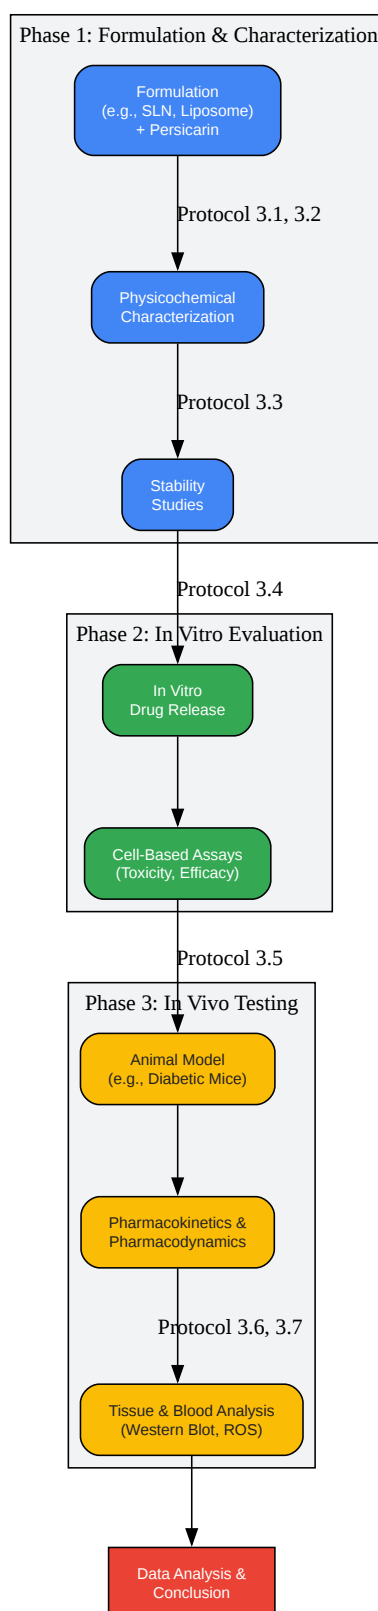 Phase 1: Formulation & Characterization
Formulation
(e.g., SLN, Liposome)
+ Persicarin
Protocol 3.1, 3.2
Physicochemical
Characterization
Protocol 3.3
Stability
Studies
Protocol 3.4
Phase 2: In Vitro Evaluation
In Vitro
Drug Release
Cell-Based Assays
(Toxicity, Efficacy)
Protocol 3.5
Phase 3: In Vivo Testing
Animal Model
(e.g., Diabetic Mice)
Pharmacokinetics &
Pharmacodynamics
Protocol 3.6, 3.7
Tissue & Blood Analysis
(Western Blot, ROS)
Data Analysis &
Conclusion